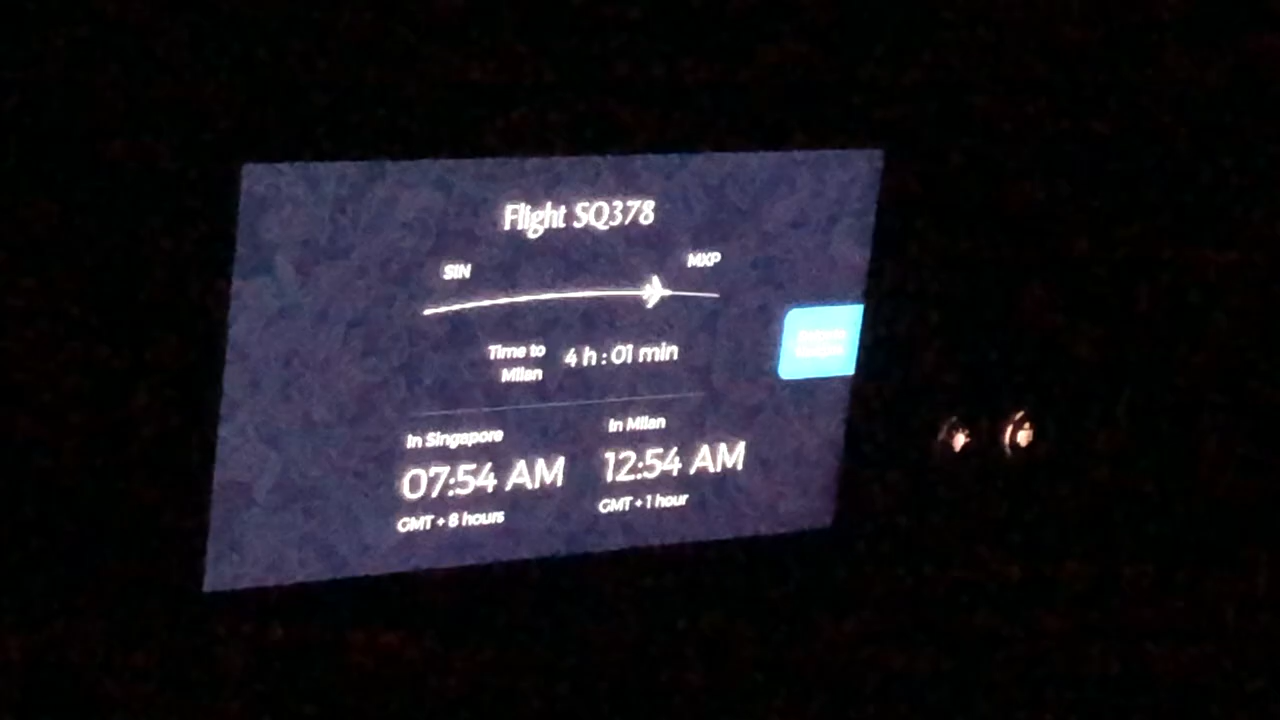 Flight SQ378
SIN
MXP
Time to
Milan
4 h : 01 min
In Singapore
07:54 AM
GMT + 8 hours
In Milan
12:54 AM
GMT + 1 hour